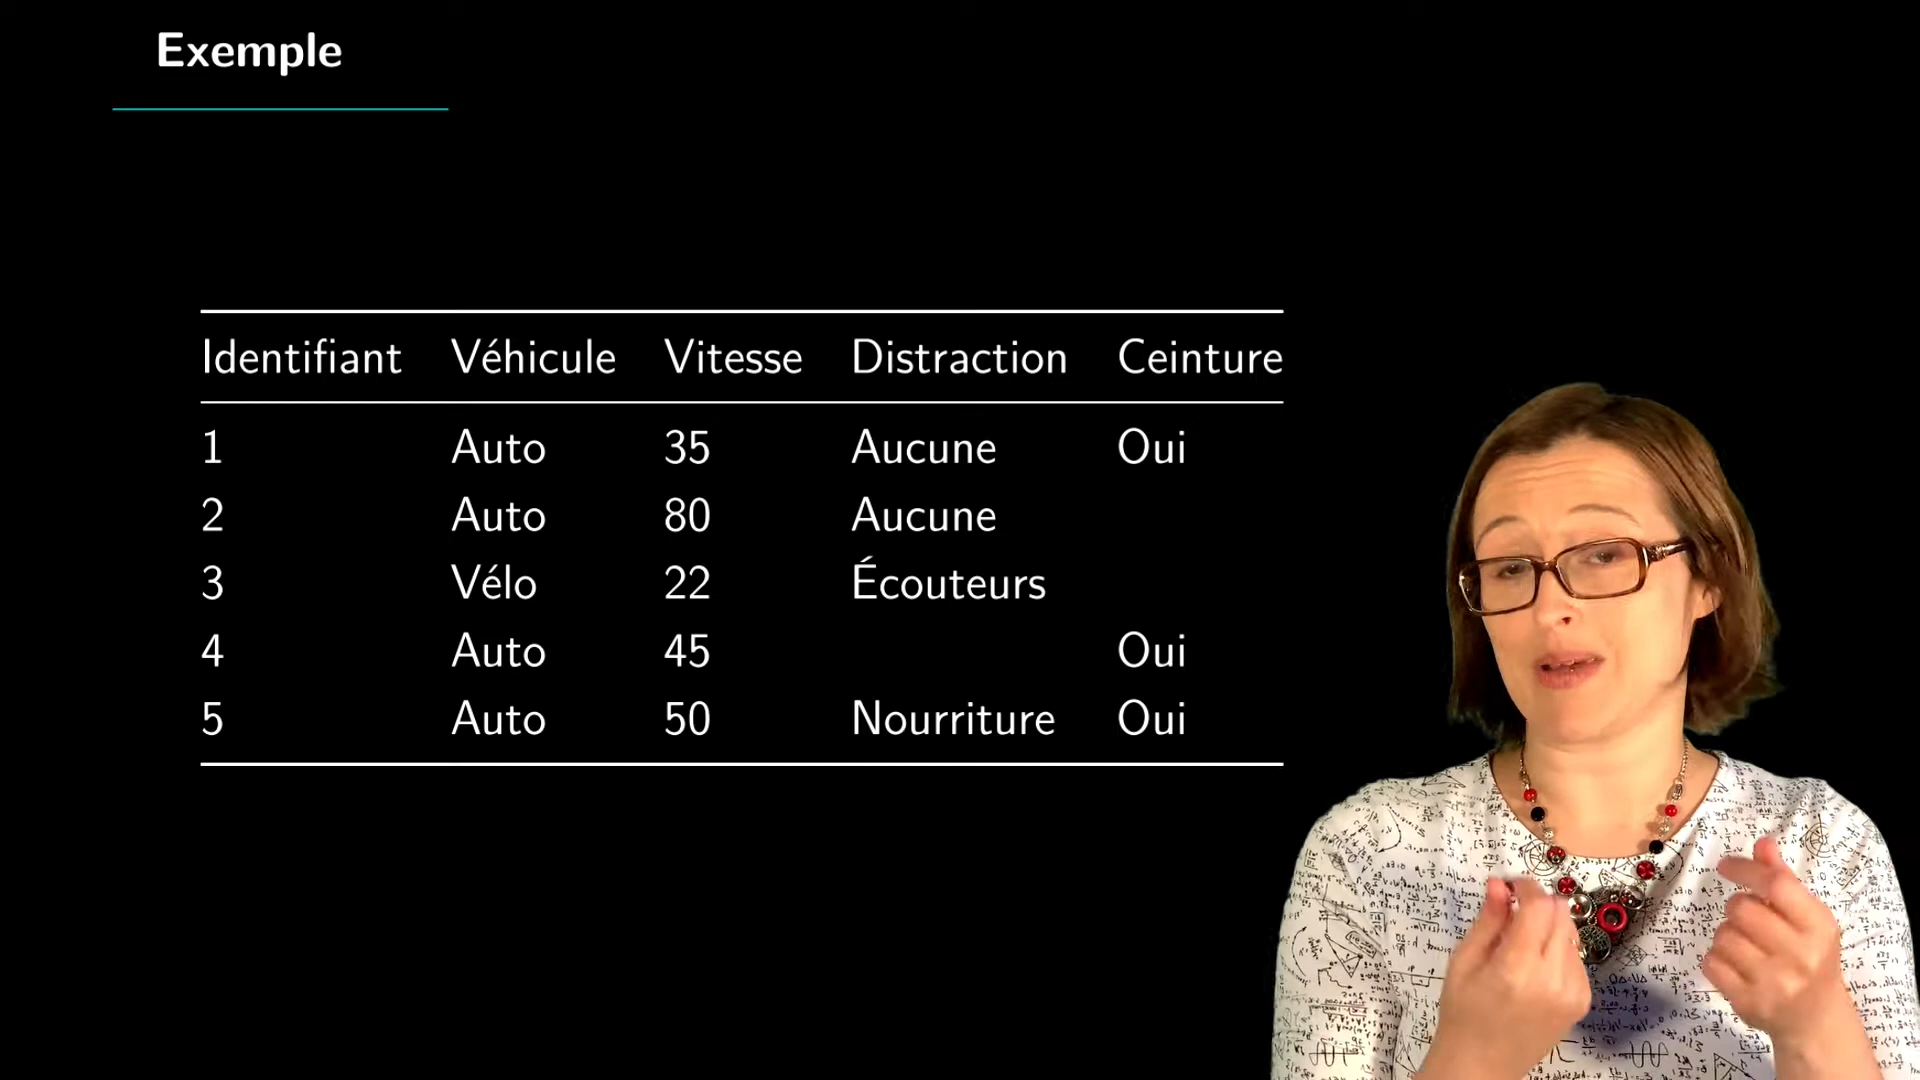 Exemple
Identifiant Véhicule Vitesse Distraction Ceinture
1 Auto 35 Aucune Oui
2 Auto 80 Aucune
3 Vélo 22 Écouteurs
4 Auto 45 Oui
5 Auto 50 Nourriture Oui